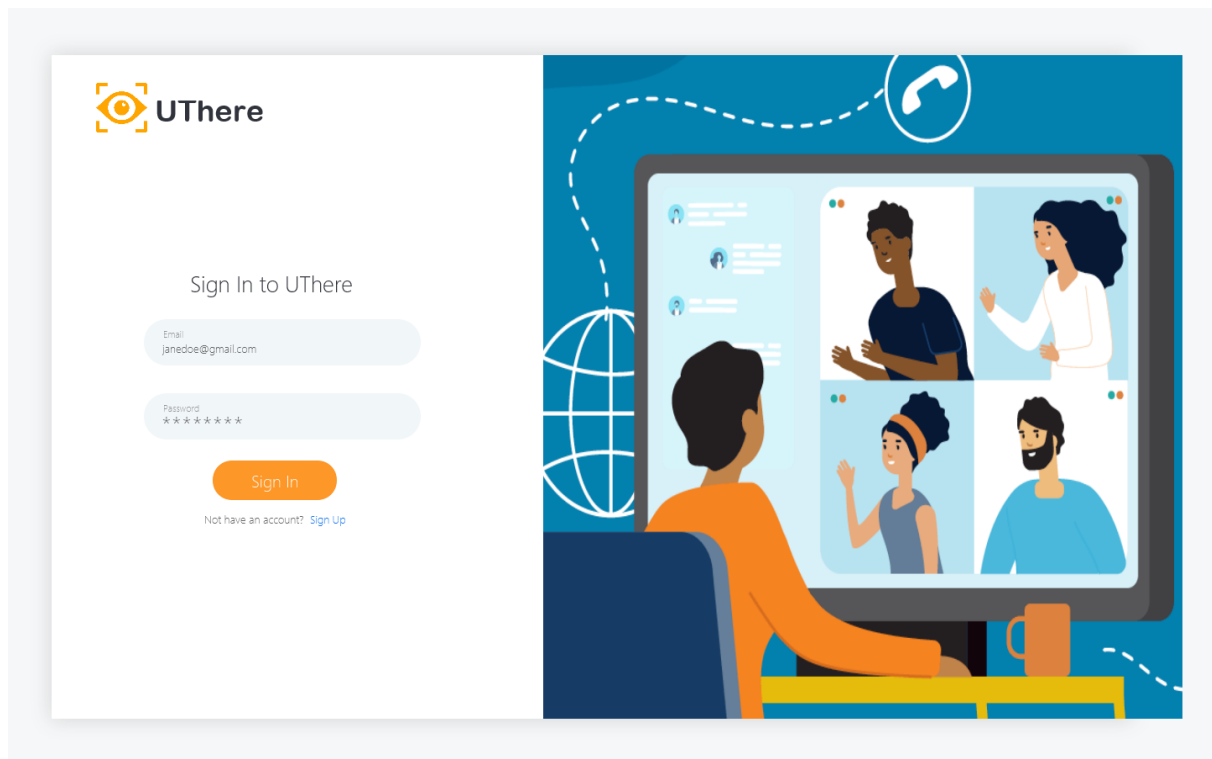 UThere
Sign In to UThere
Email
janedoe@gmail.com
Password
********
Sign In
Not have an account? Sign Up